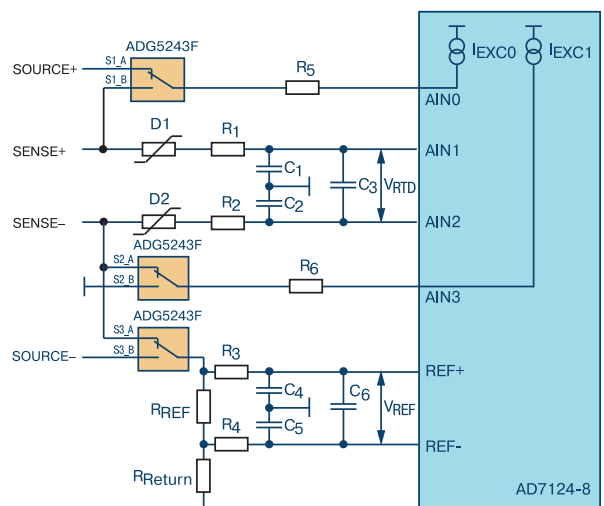 ADG5243F
S1_A
SOURCE+
S1_B
R5
IEXC0
IEXC1
AIN0
D1
R1
SENSE+
AIN1
C1
C2
C3
VRTD
D2
R2
SENSE–
AIN2
ADG5243F
S2_A
S2_B
R6
AIN3
ADG5243F
S3_A
SOURCE–
S3_B
R3
REF+
C4
C5
C6
VREF
RREF
R4
REF-
RReturn
AD7124-8